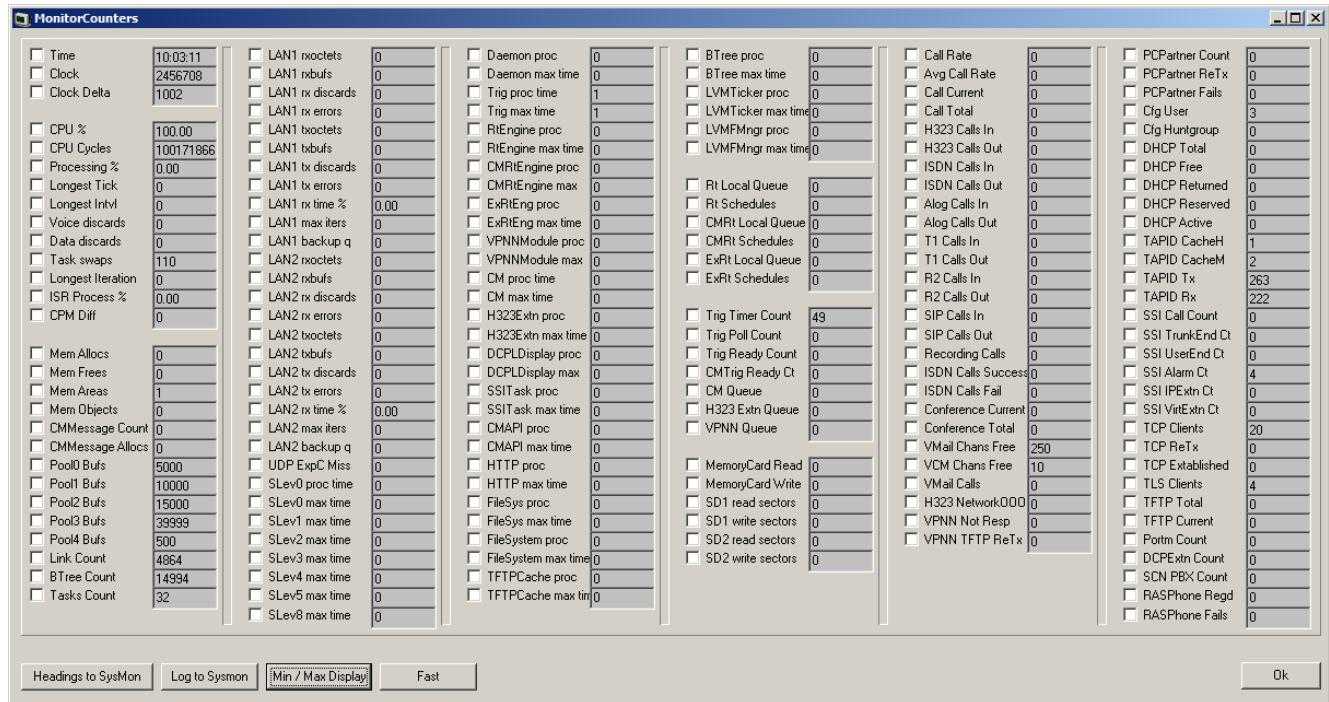 MonitorCounters
Time 10:03:11
Clock 2456708
Clock Delta 1002
CPU % 100.00
CPU Cycles 100171866
Processing % 0.00
Longest Tick 0
Longest Intvl 0
Voice discards 0
Data discards 0
Task swaps 110
Longest Iteration 0
ISR Process % 0.00
CPM Diff 0
Mem Allocs 0
Mem Frees 0
Mem Areas 1
Mem Objects 0
CMMessage Count 0
CMMessage Allocs 0
Pool0 Bufs 5000
Pool1 Bufs 10000
Pool2 Bufs 15000
Pool3 Bufs 39999
Pool4 Bufs 500
Link Count 4864
BTree Count 14994
Tasks Count 32
LAN1 rxoctets 0
LAN1 rxbufs 0
LAN1 rx discards 0
LAN1 rx errors 0
LAN1 txoctets 0
LAN1 txbufs 0
LAN1 tx discards 0
LAN1 tx errors 0
LAN1 rx time % 0.00
LAN1 max iters 0
LAN1 backup q 0
LAN2 rxoctets 0
LAN2 rxbufs 0
LAN2 rx discards 0
LAN2 rx errors 0
LAN2 txoctets 0
LAN2 txbufs 0
LAN2 tx discards 0
LAN2 tx errors 0
LAN2 rx time % 0.00
LAN2 max iters 0
LAN2 backup q 0
UDP ExpC Miss 0
SLev0 proc time 0
SLev0 max time 0
SLev1 max time 0
SLev2 max time 0
SLev3 max time 0
SLev4 max time 0
SLev5 max time 0
SLev8 max time 0
Daemon proc 0
Daemon max time 0
Trig proc time 1
Trig max time 1
RtEngine proc 0
RtEngine max time 0
CMRtEngine proc 0
CMRtEngine max 0
ExRtEng proc 0
ExRtEng max time 0
VPNNModule proc 0
VPNNModule max 0
CM proc time 0
CM max time 0
H323Extn proc 0
H323Extn max time 0
DCPLDisplay proc 0
DCPLDisplay max 0
SSITask proc 0
SSITask max time 0
CMAPI proc 0
CMAPI max time 0
HTTP proc 0
HTTP max time 0
FileSys proc 0
FileSys max time 0
FileSystem proc 0
FileSystem max time 0
TFTPCache proc 0
TFTPCache max tim 0
BTree proc 0
BTree max time 0
LVMTicker proc 0
LVMTicker max time 0
LVMFMngr proc 0
LVMFMngr max time 0
Rt Local Queue 0
Rt Schedules 0
CMRt Local Queue 0
CMRt Schedules 0
ExRt Local Queue 0
ExRt Schedules 0
Trig Timer Count 49
Trig Poll Count 0
Trig Ready Count 0
CMTrig Ready Ct 0
CM Queue 0
H323 Extn Queue 0
VPNN Queue 0
MemoryCard Read 0
MemoryCard Write 0
SD1 read sectors 0
SD1 write sectors 0
SD2 read sectors 0
SD2 write sectors 0
Call Rate 0
Avg Call Rate 0
Call Current 0
Call Total 0
H323 Calls In 0
H323 Calls Out 0
ISDN Calls In 0
ISDN Calls Out 0
Alog Calls In 0
Alog Calls Out 0
T1 Calls In 0
T1 Calls Out 0
R2 Calls In 0
R2 Calls Out 0
SIP Calls In 0
SIP Calls Out 0
Recording Calls 0
ISDN Calls Success 0
ISDN Calls Fail 0
Conference Current 0
Conference Total 0
VMail Chans Free 250
VCM Chans Free 10
VMail Calls 0
H323 NetworkOOO 0
VPNN Not Resp 0
VPNN TFTP ReTx 0
PCPartner Count 0
PCPartner ReTx 0
PCPartner Fails 0
Cfg User 3
Cfg Huntgroup 0
DHCP Total 0
DHCP Free 0
DHCP Returned 0
DHCP Reserved 0
DHCP Active 0
TAPID CacheH 1
TAPID CacheM 2
TAPID Tx 263
TAPID Rx 222
SSI Call Count 0
SSI TrunkEnd Ct 0
SSI UserEnd Ct 0
SSI Alarm Ct 4
SSI IPExtn Ct 0
SSI VirtExtn Ct 0
TCP Clients 20
TCP ReTx 0
TCP Extablished 0
TLS Clients 4
TFTP Total 0
TFTP Current 0
Portm Count 0
DCPExtn Count 0
SCN PBX Count 0
RASPhone Regd 0
RASPhone Fails 0
Headings to SysMon
Log to Sysmon
Min / Max Display
Fast
Ok